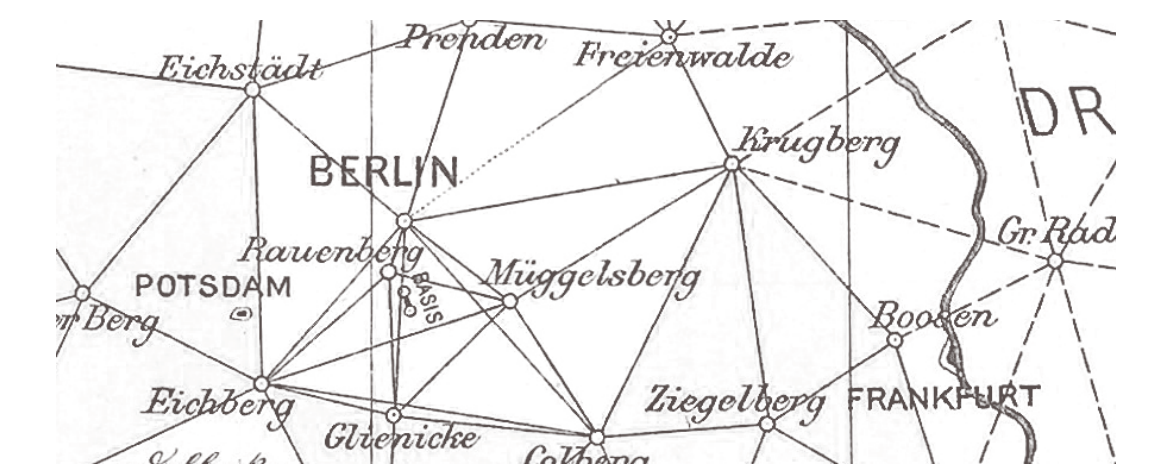 Prenden
Freienwalde
Eichstädt
DR
Krugberg
BERLIN
Gr. Rad
Rauenberg
Müggelsberg
POTSDAM
BASIS
er Berg
Boosen
Eichberg
Ziegelberg
FRANKFURT
Glienicke
Colberg